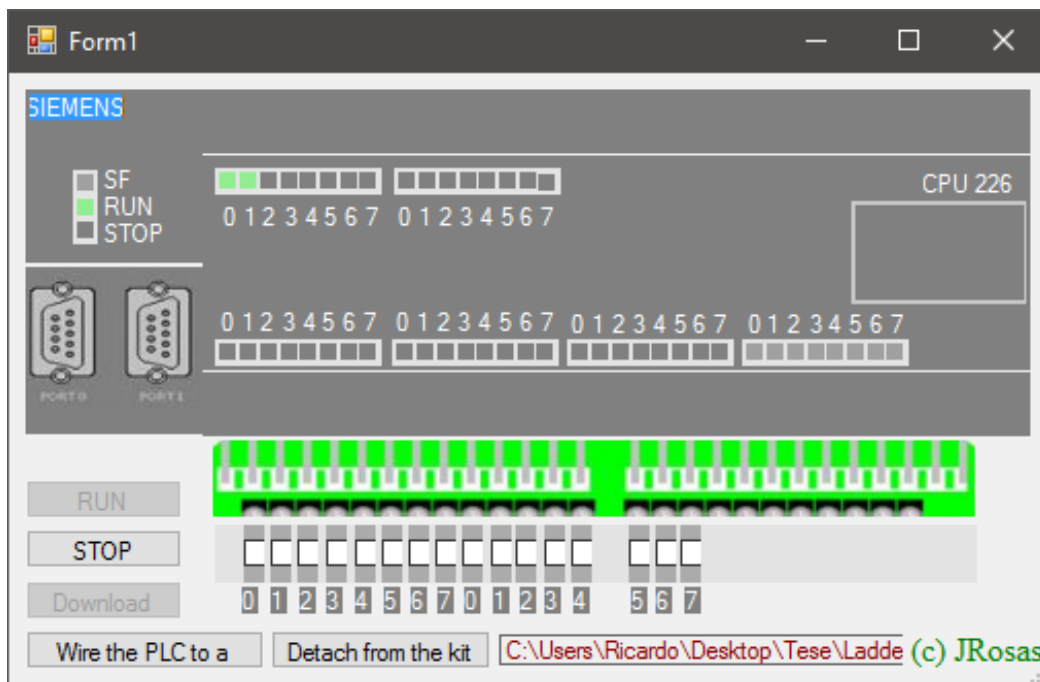 Form1
SIEMENS
SF
RUN
STOP
0 1 2 3 4 5 6 7 0 1 2 3 4 5 6 7
CPU 226
0 1 2 3 4 5 6 7 0 1 2 3 4 5 6 7 0 1 2 3 4 5 6 7 0 1 2 3 4 5 6 7
PORT 0 PORT 1
RUN
STOP
Download
0 1 2 3 4 5 6 7 0 1 2 3 4 5 6 7
Wire the PLC to a
Detach from the kit
C:\Users\Ricardo\Desktop\Tese\Ladde
(c) JRosas